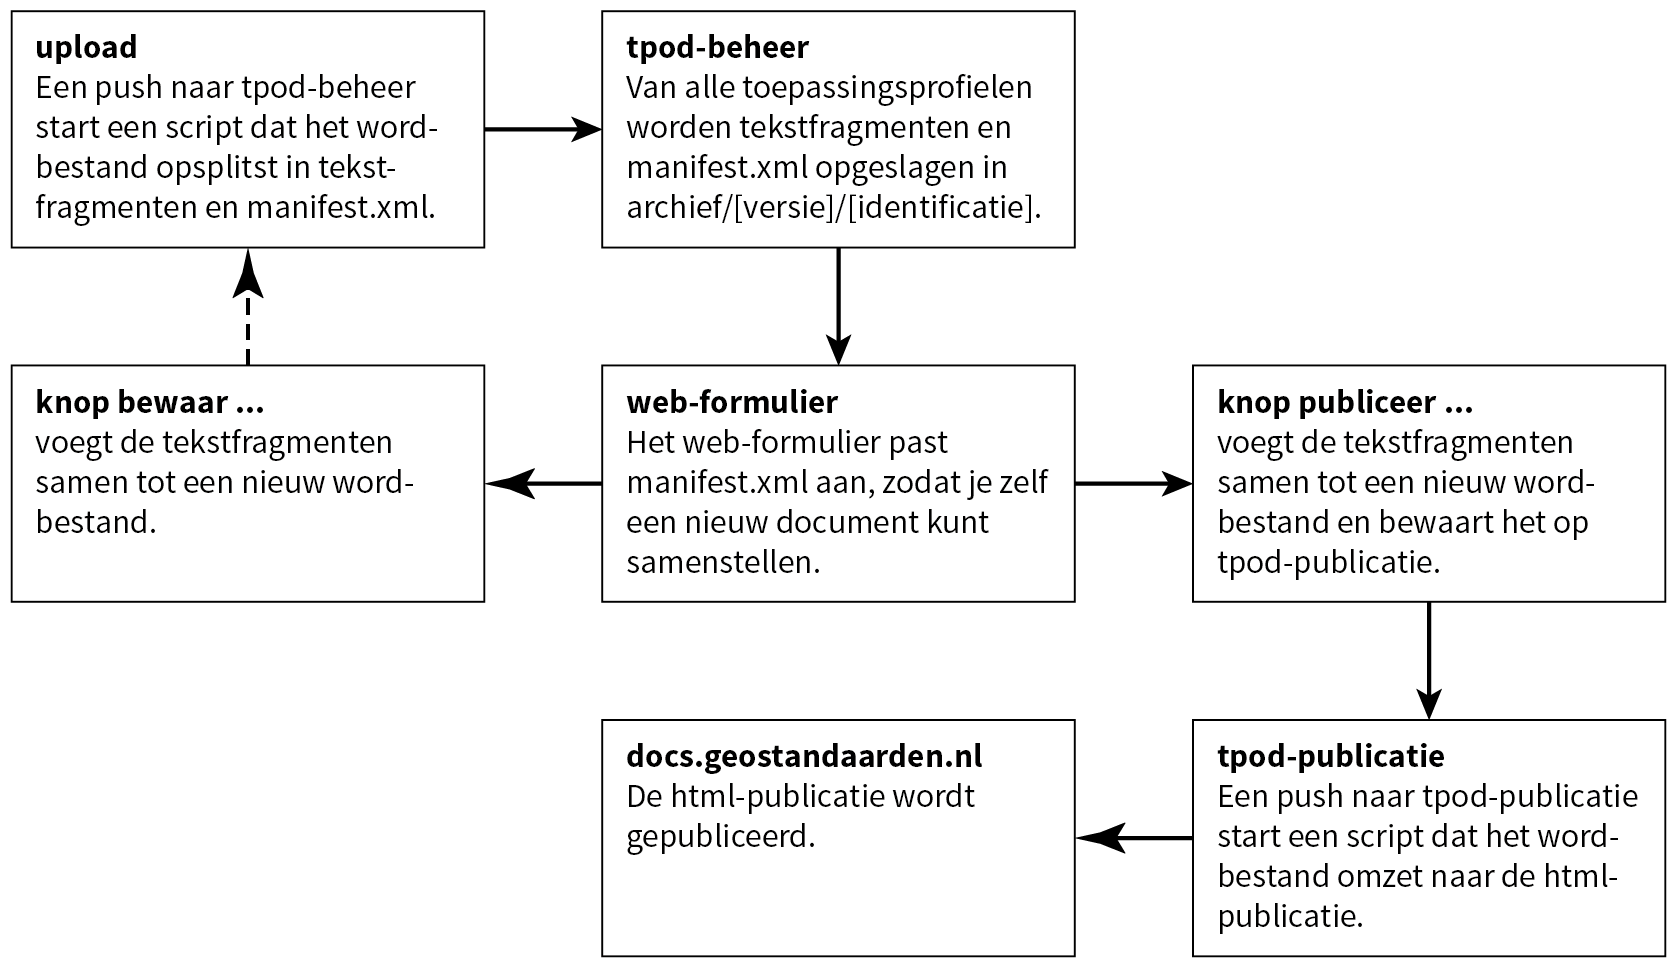 upload
Een push naar tpod-beheer
start een script dat het word-
bestand opsplitst in tekst-
fragmenten en manifest.xml.
tpod-beheer
Van alle toepassingsprofielen
worden tekstfragmenten en
manifest.xml opgeslagen in
archief/[versie]/[identificatie].
knop bewaar ...
voegt de tekstfragmenten
samen tot een nieuw word-
bestand.
web-formulier
Het web-formulier past
manifest.xml aan, zodat je zelf
een nieuw document kunt
samenstellen.
knop publiceer ...
voegt de tekstfragmenten
samen tot een nieuw word-
bestand en bewaart het op
tpod-publicatie.
docs.geostandaarden.nl
De html-publicatie wordt
gepubliceerd.
tpod-publicatie
Een push naar tpod-publicatie
start een script dat het word-
bestand omzet naar de html-
publicatie.